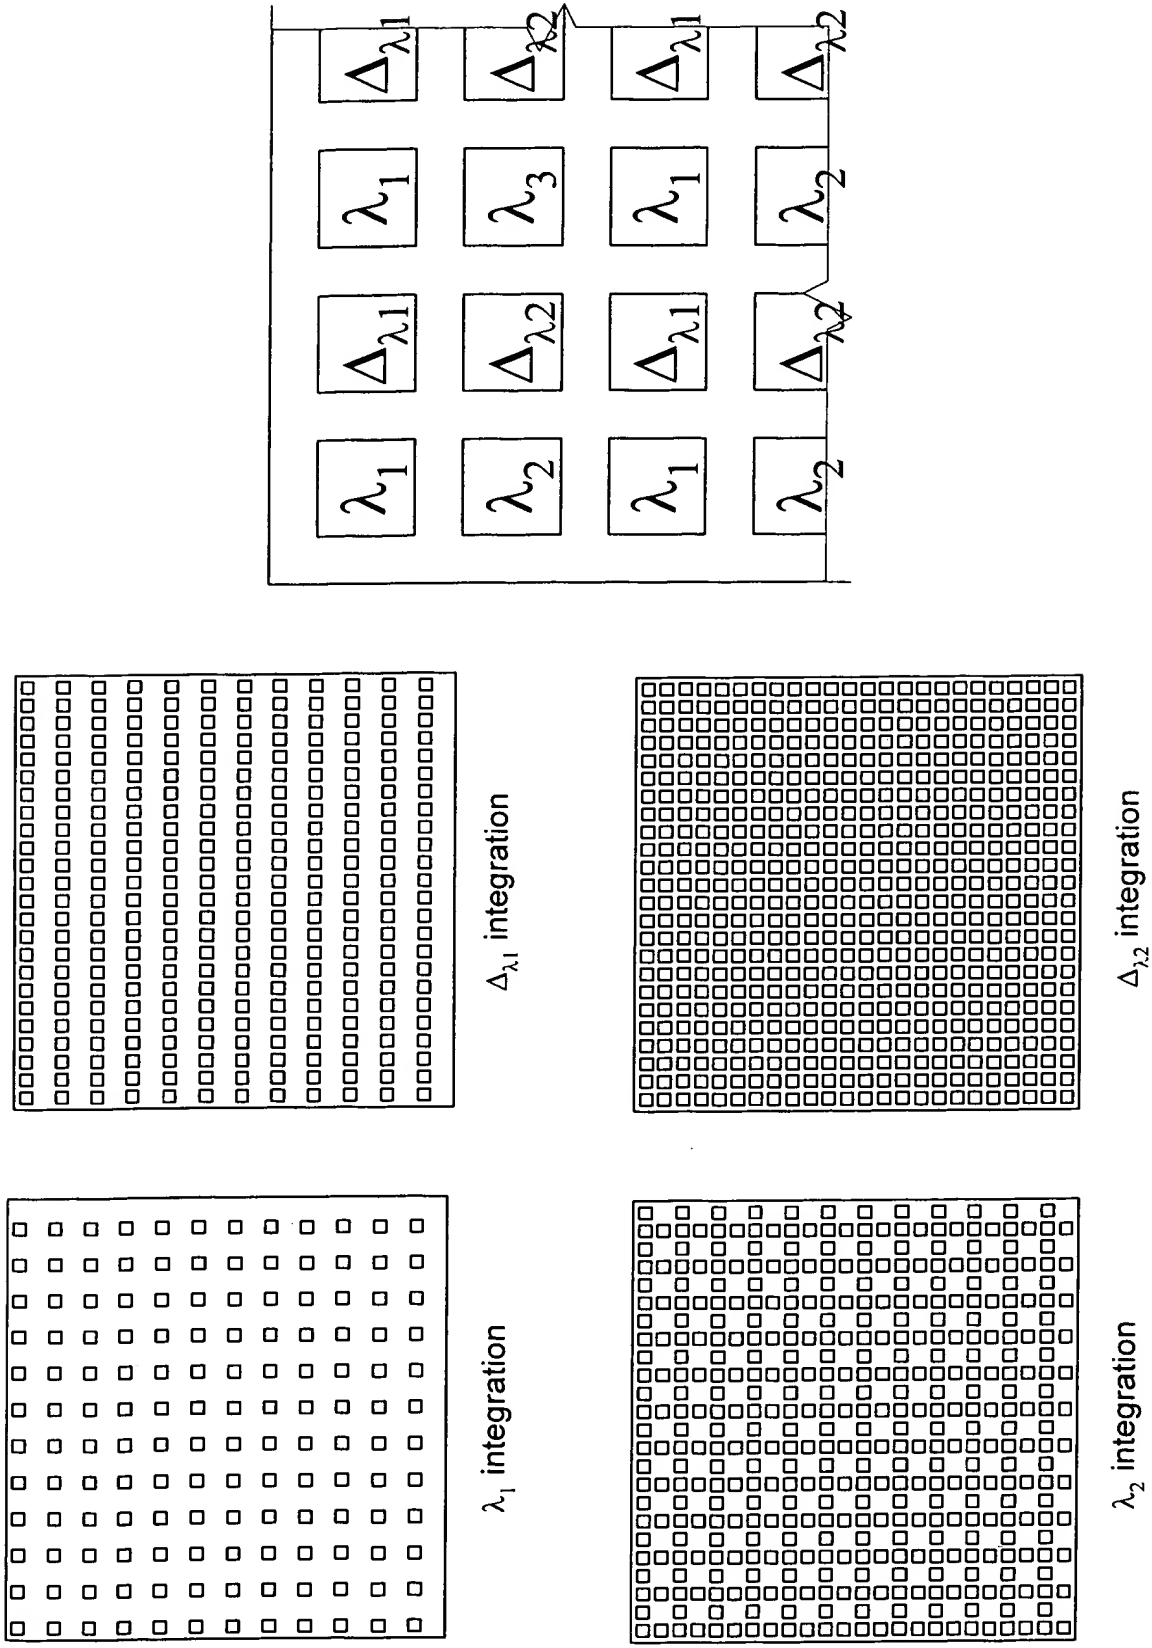 Δλ1 Δλ2 Δλ1 Δλ2
λ1 λ3 λ1 λ2
Δλ1 Δλ2 Δλ1 Δλ2
λ1 λ2 λ1 λ2
λ1 integration
Δλ1 integration
λ2 integration
Δλ2 integration